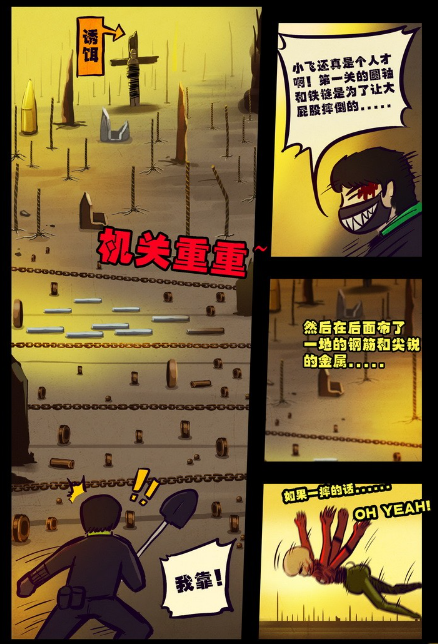 诱饵
机关重重~
!!
我靠!
小飞还真是个人才
啊!第一关的圆轴
和铁链是为了让大
屁股摔倒的.....
然后在后面布了
一地的钢筋和尖锐
的金属.....
如果一摔的话......
OH YEAH!